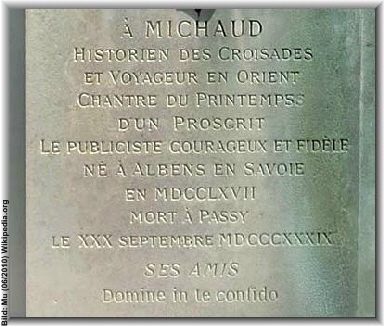 À MICHAUD
HISTORIEN DES CROISADES
ET VOYAGEUR EN ORIENT
CHANTRE DU PRINTEMPS
D'UN PROSCRIT
LE PUBLICISTE COURAGEUX ET FIDÈLE
NÉ À ALBENS EN SAVOIE
EN MDCCLXVII
MORT À PASSY
LE XXX SEPTEMBRE MDCCCXXXIX
SES AMIS
Domine in te confido
Bild: Mu (06/2010) Wikipedia.org